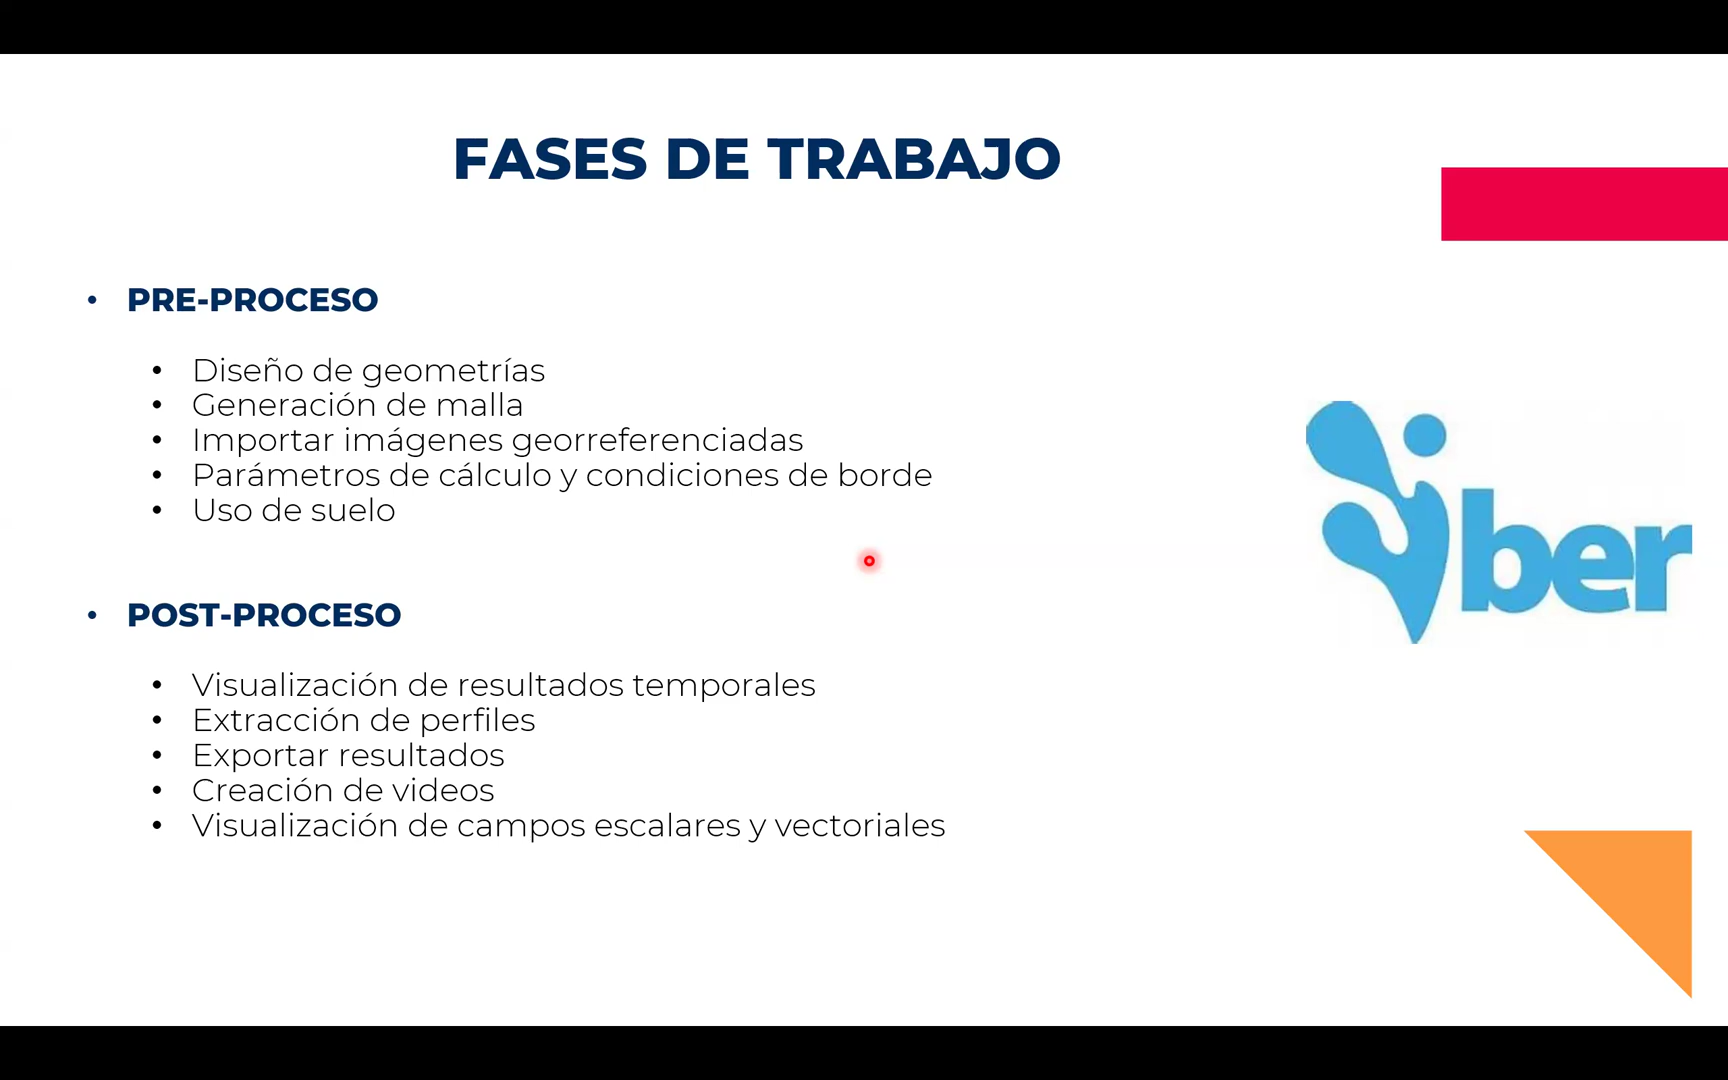 FASES DE TRABAJO
• PRE-PROCESO
• Diseño de geometrías
• Generación de malla
• Importar imágenes georreferenciadas
• Parámetros de cálculo y condiciones de borde
• Uso de suelo
iber
• POST-PROCESO
• Visualización de resultados temporales
• Extracción de perfiles
• Exportar resultados
• Creación de videos
• Visualización de campos escalares y vectoriales